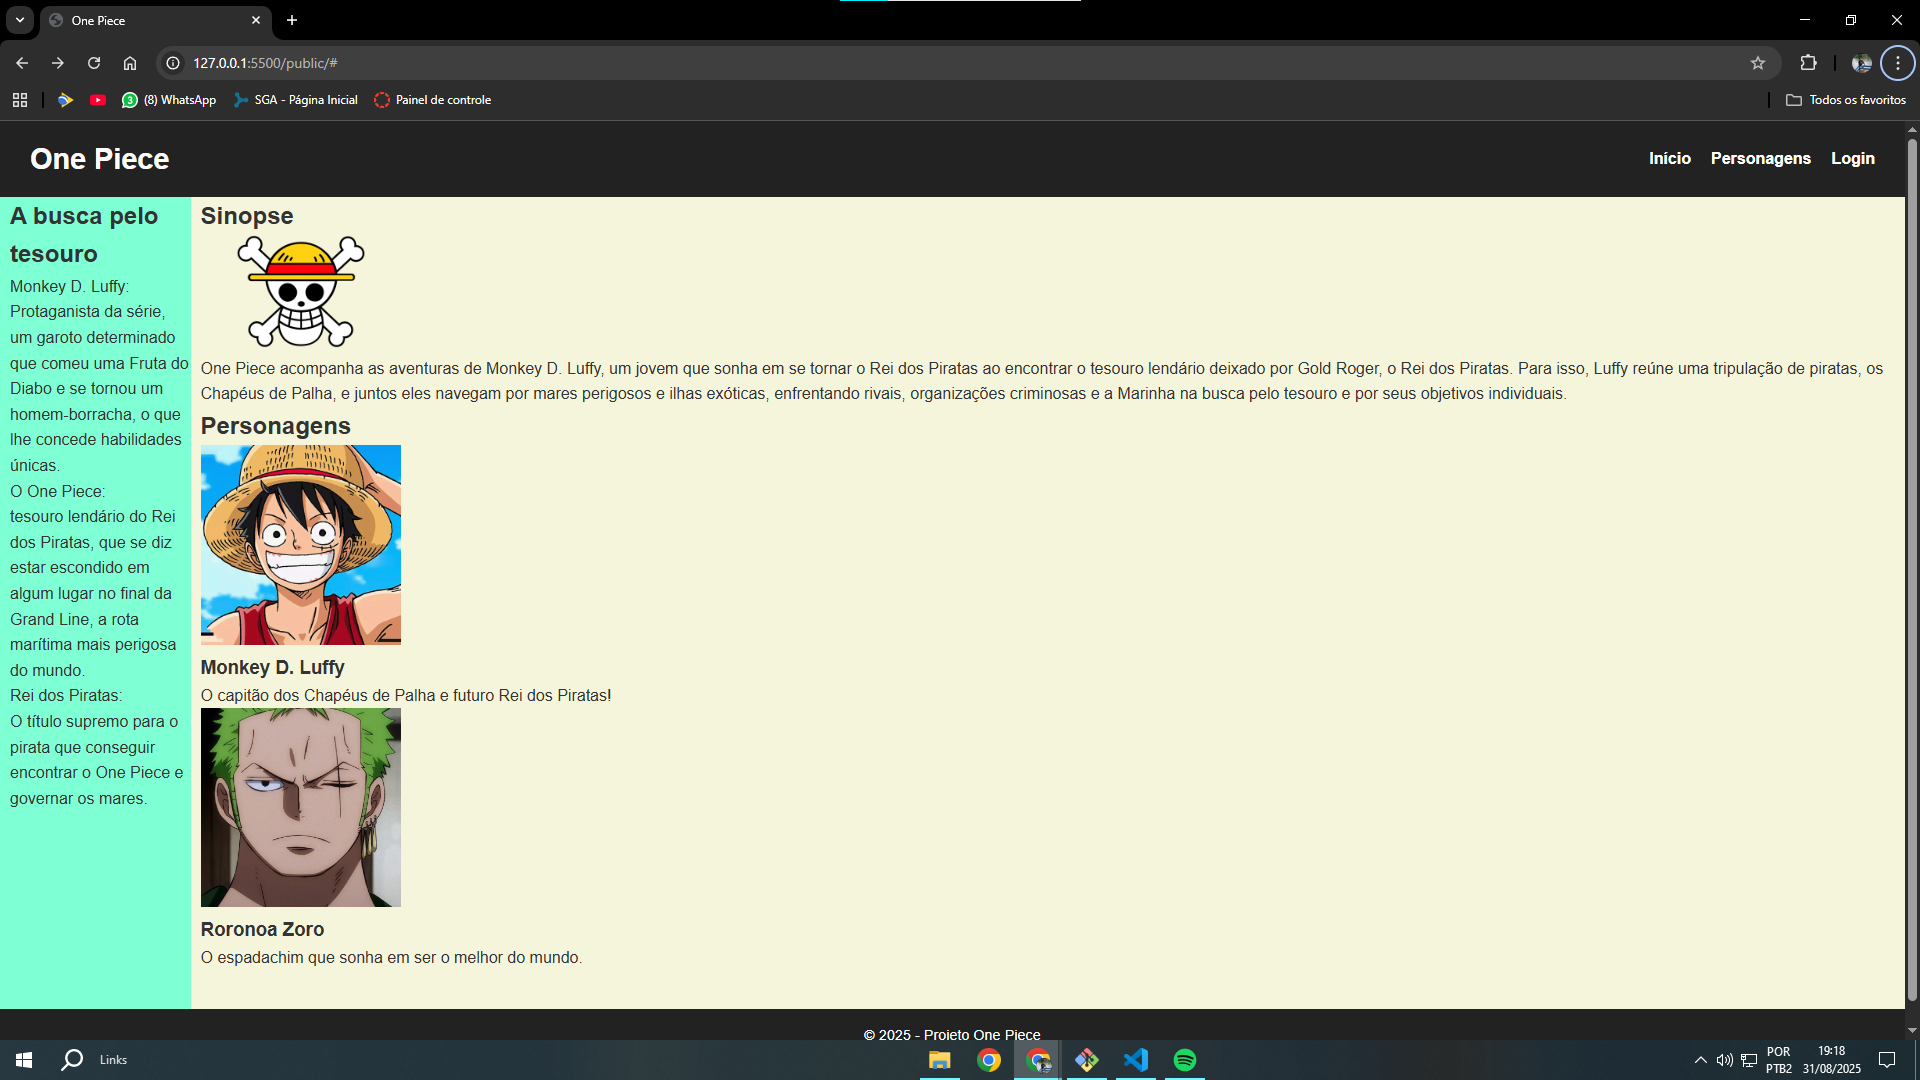 One Piece
127.0.0.1:5500/public/#
3
(8) WhatsApp
SGA - Página Inicial
Painel de controle
Todos os favoritos
One Piece
Início
Personagens
Login
A busca pelo
tesouro
Monkey D. Luffy:
Protaganista da série,
um garoto determinado
que comeu uma Fruta do
Diabo e se tornou um
homem-borracha, o que
lhe concede habilidades
únicas.
O One Piece:
tesouro lendário do Rei
dos Piratas, que se diz
estar escondido em
algum lugar no final da
Grand Line, a rota
marítima mais perigosa
do mundo.
Rei dos Piratas:
O título supremo para o
pirata que conseguir
encontrar o One Piece e
governar os mares.
Sinopse
One Piece acompanha as aventuras de Monkey D. Luffy, um jovem que sonha em se tornar o Rei dos Piratas ao encontrar o tesouro lendário deixado por Gold Roger, o Rei dos Piratas. Para isso, Luffy reúne uma tripulação de piratas, os
Chapéus de Palha, e juntos eles navegam por mares perigosos e ilhas exóticas, enfrentando rivais, organizações criminosas e a Marinha na busca pelo tesouro e por seus objetivos individuais.
Personagens
Monkey D. Luffy
O capitão dos Chapéus de Palha e futuro Rei dos Piratas!
Roronoa Zoro
O espadachim que sonha em ser o melhor do mundo.
© 2025 - Projeto One Piece
Links
POR
PTB2
19:18
31/08/2025